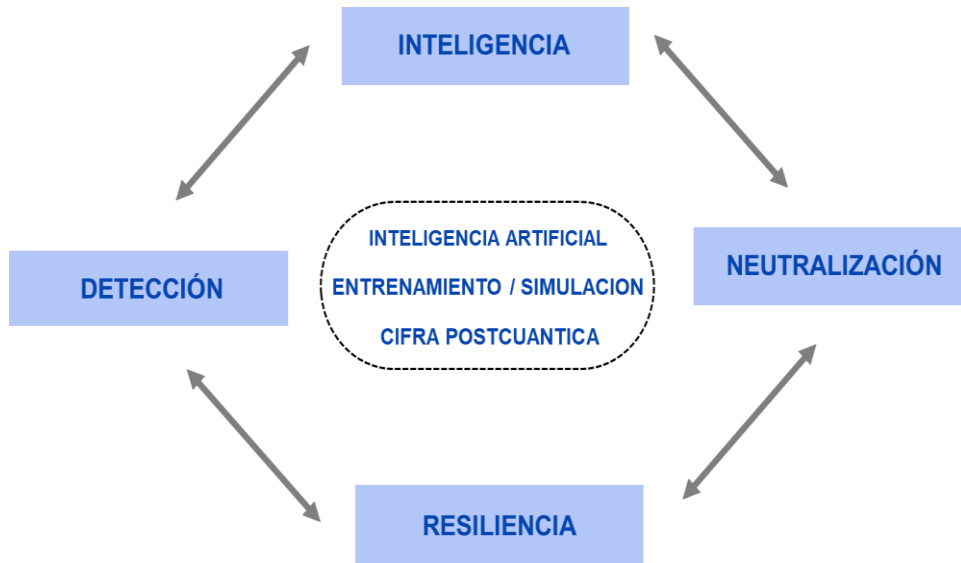 INTELIGENCIA
INTELIGENCIA ARTIFICIAL
ENTRENAMIENTO / SIMULACION
CIFRA POSTCUANTICA
DETECCIÓN
NEUTRALIZACIÓN
RESILIENCIA